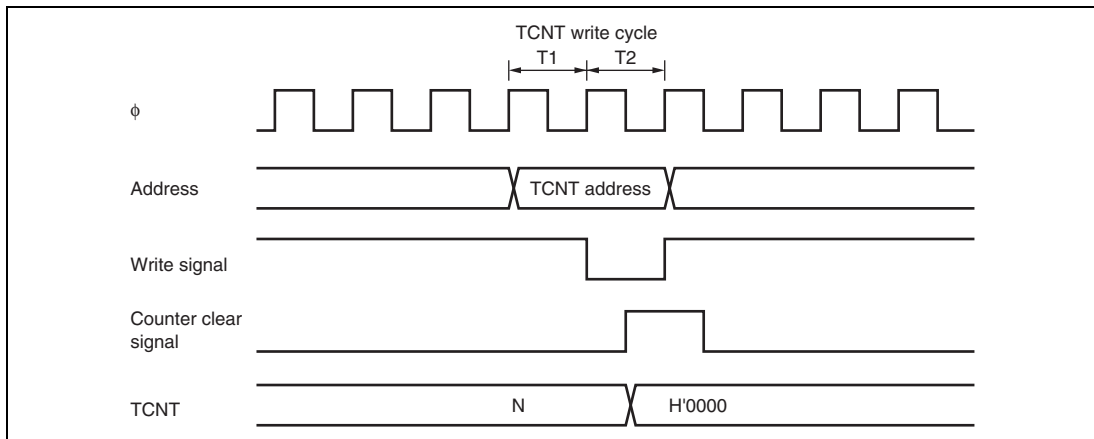 TCNT write cycle
T1 T2
ϕ
Address
TCNT address
Write signal
Counter clear
signal
TCNT
N
H'0000